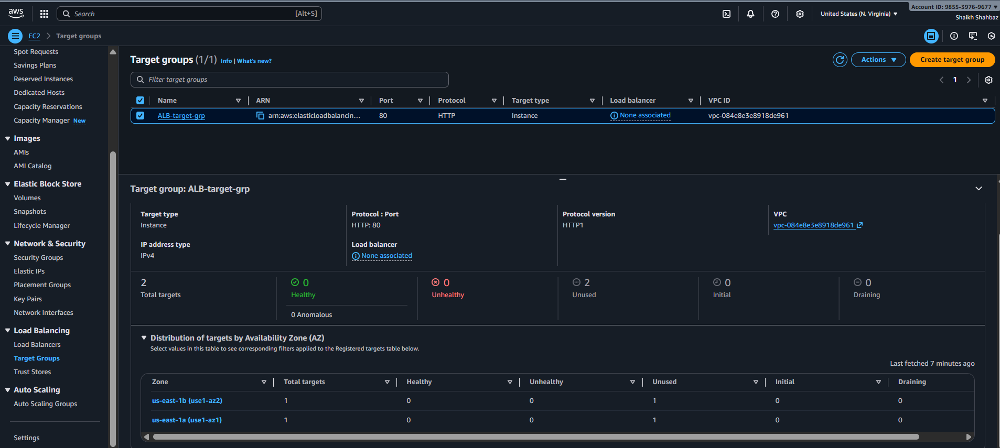 aws
Search [Alt+S]
United States (N. Virginia)
Account ID: 9855-3976-9677
Shaikh Shahbaz
EC2 Target groups
Spot Requests
Savings Plans
Reserved Instances
Dedicated Hosts
Capacity Reservations
Capacity Manager New
Images
AMIs
AMI Catalog
Elastic Block Store
Volumes
Snapshots
Lifecycle Manager
Network & Security
Security Groups
Elastic IPs
Placement Groups
Key Pairs
Network Interfaces
Load Balancing
Load Balancers
Target Groups
Trust Stores
Auto Scaling
Auto Scaling Groups
Settings
Target groups (1/1) Info | What's new?
Actions
Create target group
Filter target groups
1
Name ARN Port Protocol Target type Load balancer VPC ID
ALB-target-grp arn:aws:elasticloadbalancin... 80 HTTP Instance None associated vpc-084e8e3e8918de961
Target group: ALB-target-grp
Target type Protocol : Port Protocol version VPC
Instance HTTP: 80 HTTP1 vpc-084e8e3e8918de961
IP address type Load balancer
IPv4 None associated
2 0 0 2 0 0
Total targets Healthy Unhealthy Unused Initial Draining
0 Anomalous
Distribution of targets by Availability Zone (AZ)
Select values in this table to see corresponding filters applied to the Registered targets table below.
Last fetched 7 minutes ago
Zone Total targets Healthy Unhealthy Unused Initial Draining
us-east-1b (use1-az2) 1 0 0 1 0 0
us-east-1a (use1-az1) 1 0 0 1 0 0